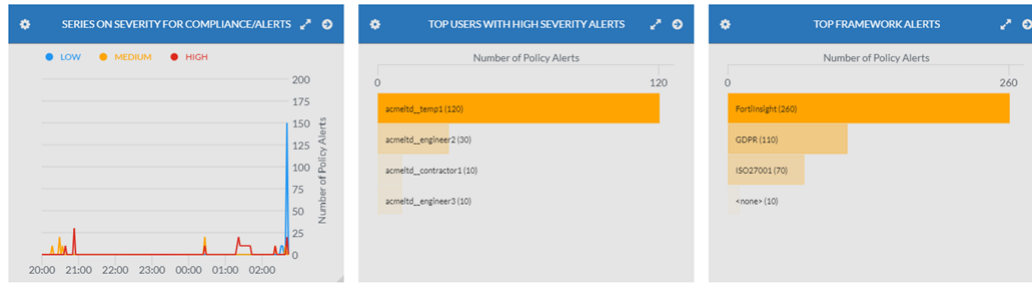 SERIES ON SEVERITY FOR COMPLIANCE/ALERTS
LOW MEDIUM HIGH
200
175
150
125
100
75
50
25
0
Number of Policy Alerts
20:00 21:00 22:00 23:00 00:00 01:00 02:00
TOP USERS WITH HIGH SEVERITY ALERTS
Number of Policy Alerts
0 120
acmeltd_temp1 (120)
acmeltd_engineer2 (30)
acmeltd_contractor1 (10)
acmeltd_engineer3 (10)
TOP FRAMEWORK ALERTS
Number of Policy Alerts
0 260
FortiInsight (260)
GDPR (110)
ISO27001 (70)
<none> (10)